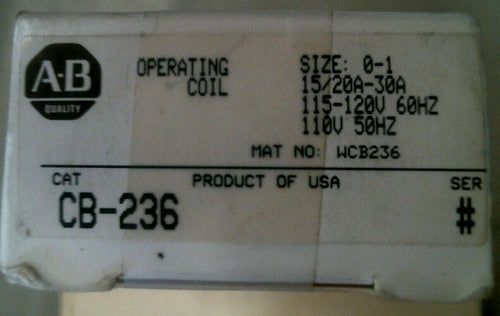 A-B
QUALITY
OPERATING
COIL
SIZE: 0-1
15/20A-30A
115-120V 60HZ
110V 50HZ
MAT NO: WCB236
CAT
PRODUCT OF USA
SER
CB-236
#